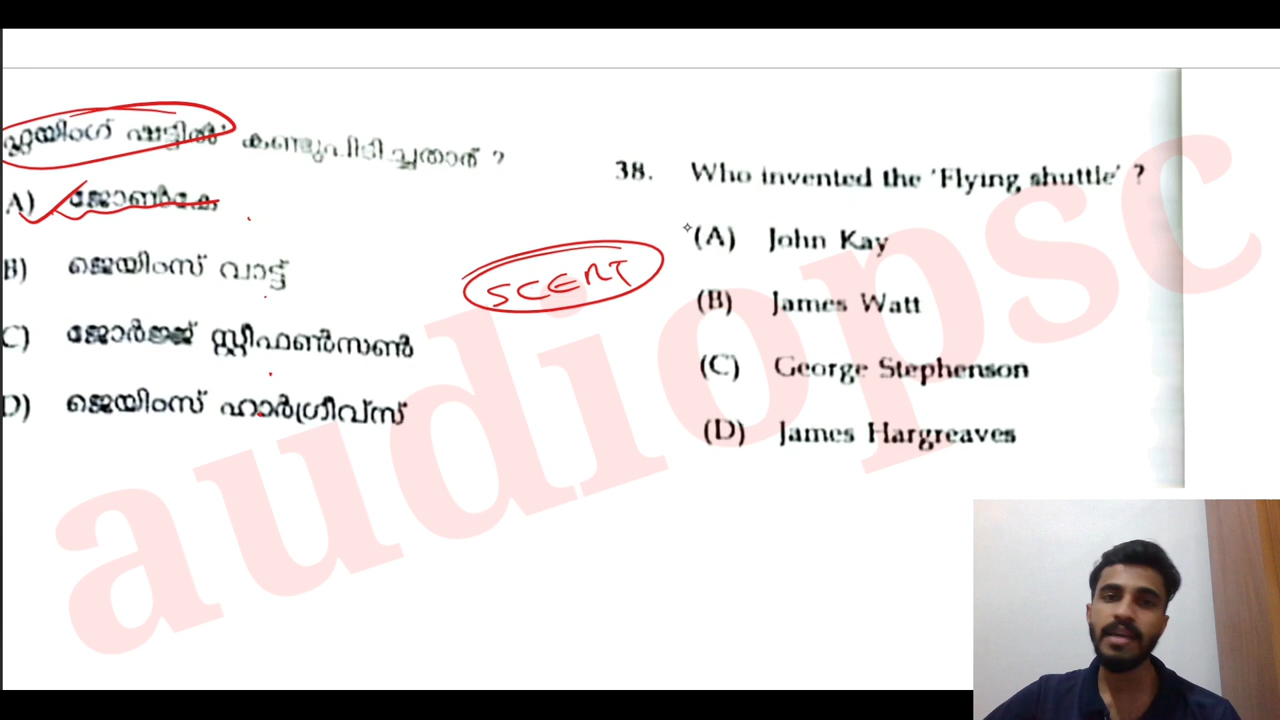 ഫ്ലയിംഗ് ഷട്ടിൽ' കണ്ടുപിടിച്ചതാര് ?
A) ജോൺകേ
B) ജെയിംസ് വാട്ട്
C) ജോർജ്ജ് സ്റ്റീഫൺസൺ
D) ജെയിംസ് ഹാർഗ്രീവ്സ്
SCERT
38. Who invented the 'Flying shuttle' ?
(A) John Kay
(B) James Watt
(C) George Stephenson
(D) James Hargreaves
audiopsc